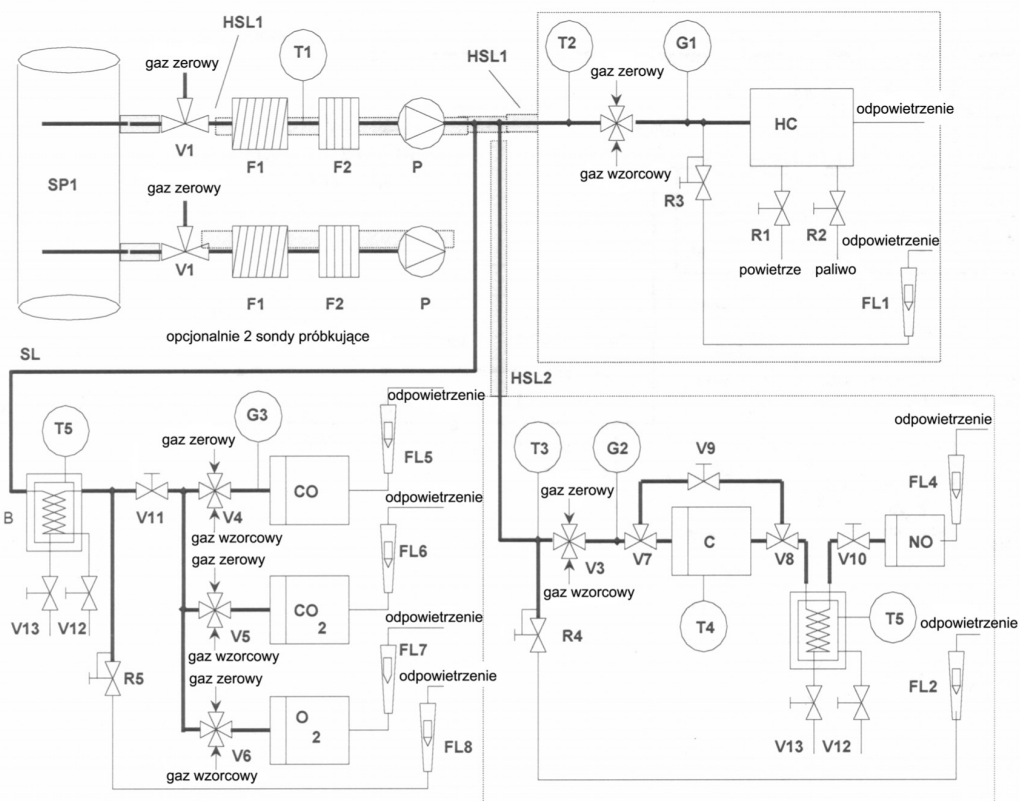 HSL1
gaz zerowy
T1
V1
F1
F2
P
SP1
gaz zerowy
V1
F1
F2
P
opcjonalnie 2 sondy próbkujące
HSL1
T2
gaz zerowy
G1
gaz wzorcowy
HC
odpowietrzenie
R3
R1
R2
powietrze
paliwo
odpowietrzenie
FL1
SL
HSL2
T5
B
V13
V12
V11
R5
gaz zerowy
G3
V4
gaz wzorcowy
CO
odpowietrzenie
FL5
gaz zerowy
V5
gaz wzorcowy
CO
2
odpowietrzenie
FL6
gaz zerowy
V6
gaz wzorcowy
O
2
odpowietrzenie
FL7
odpowietrzenie
FL8
T3
gaz zerowy
G2
V9
V3
gaz wzorcowy
V7
C
V8
V10
NO
odpowietrzenie
FL4
R4
T4
T5
V13
V12
odpowietrzenie
FL2